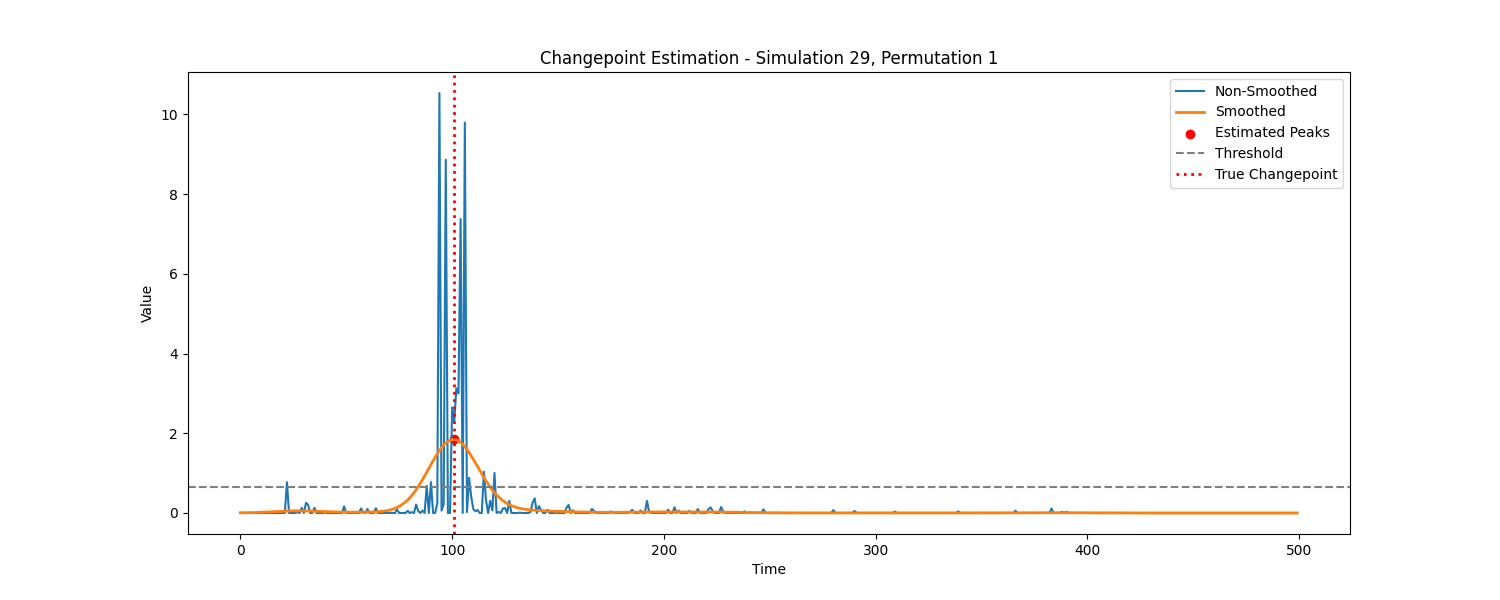 Changepoint Estimation - Simulation 29, Permutation 1
Non-Smoothed
Smoothed
Estimated Peaks
Threshold
True Changepoint
Value
10
8
6
4
2
0
0 100 200 300 400 500
Time